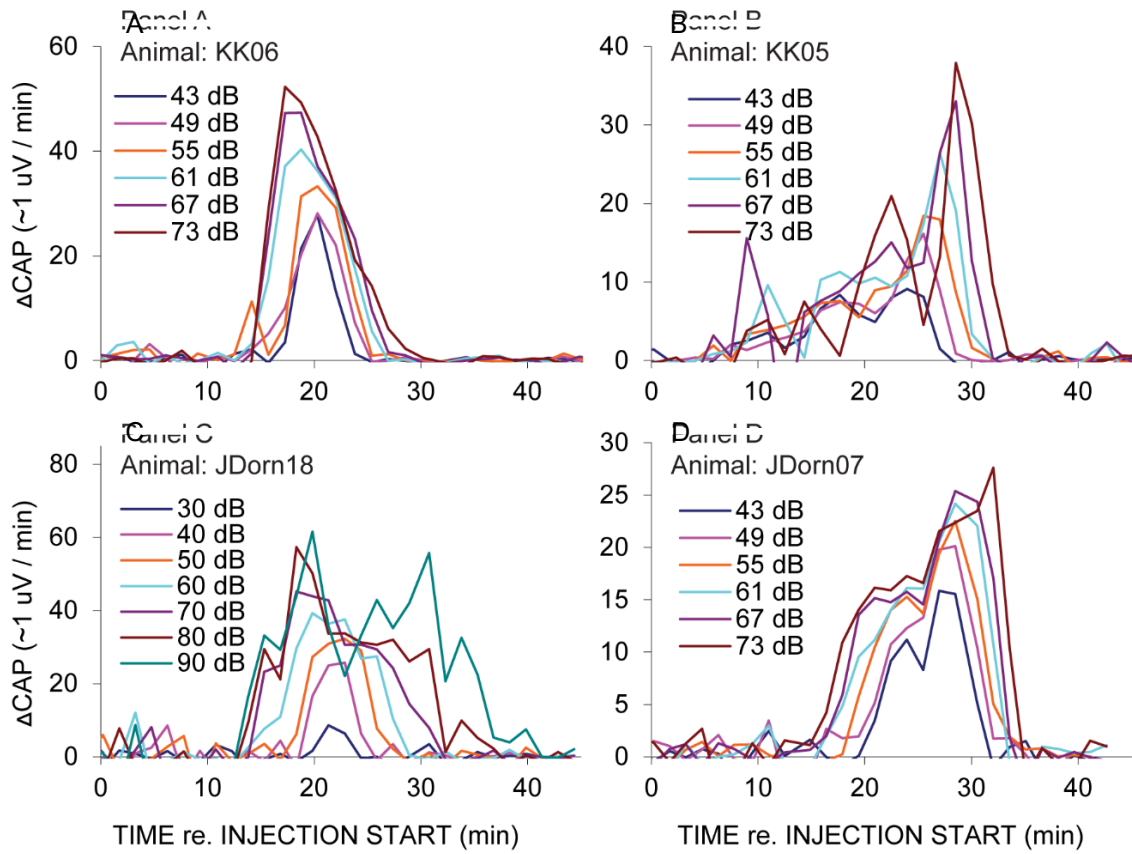 A
Panel A
Animal: KK06
60
40
20
0
43 dB
49 dB
55 dB
61 dB
67 dB
73 dB
ΔCAP (~1 uV / min)
0 10 20 30 40
B
Panel B
Animal: KK05
40
30
20
10
0
43 dB
49 dB
55 dB
61 dB
67 dB
73 dB
0 10 20 30 40
C
Panel C
Animal: JDorn18
80
60
40
20
0
30 dB
40 dB
50 dB
60 dB
70 dB
80 dB
90 dB
ΔCAP (~1 uV / min)
0 10 20 30 40
TIME re. INJECTION START (min)
D
Panel D
Animal: JDorn07
30
25
20
15
10
5
0
43 dB
49 dB
55 dB
61 dB
67 dB
73 dB
0 10 20 30 40
TIME re. INJECTION START (min)